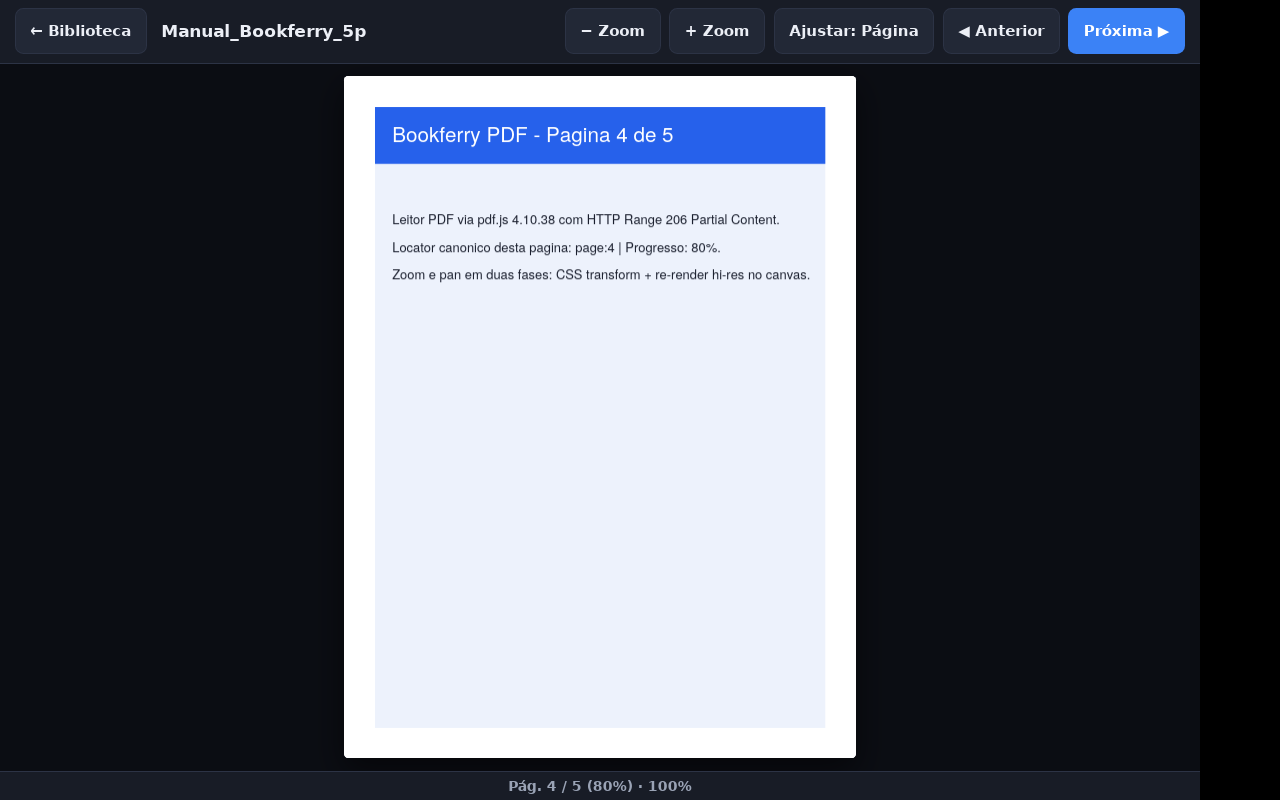 ← Biblioteca
Manual_Bookferry_5p
− Zoom
+ Zoom
Ajustar: Página
◀ Anterior
Próxima ▶
Bookferry PDF - Pagina 4 de 5
Leitor PDF via pdf.js 4.10.38 com HTTP Range 206 Partial Content.
Locator canonico desta pagina: page:4 | Progresso: 80%.
Zoom e pan em duas fases: CSS transform + re-render hi-res no canvas.
Pág. 4 / 5 (80%) · 100%